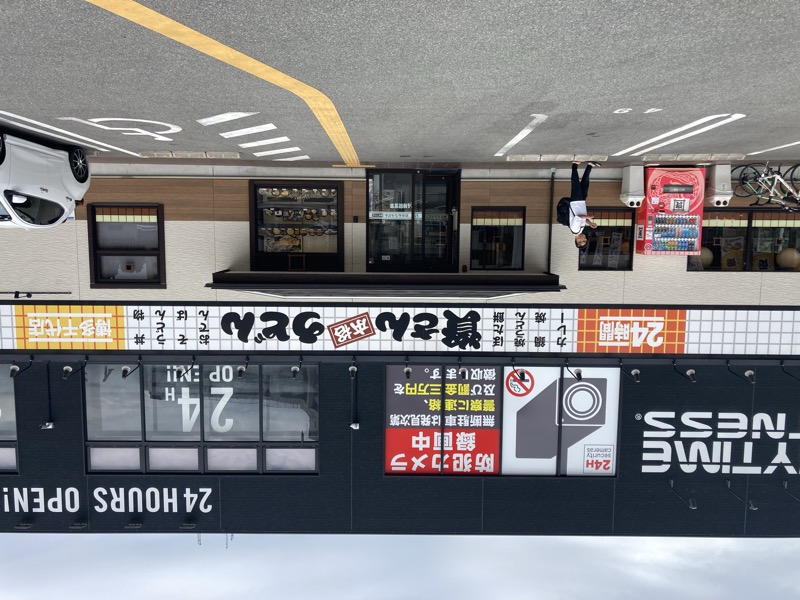 24 HOURS OPEN!
YTIME
TNESS®
24H
security
cameras
防犯カメラ
録画中
無断駐車は発見次第
警察に連絡、
及び罰金三万円を
徴収します。
24H
OPEN!!
24時間
カレー
鍋焼
焼うどん
ぼた餅
資さん 本格 うどん
おでん
そば
うどん
丼物
博多千代店
49